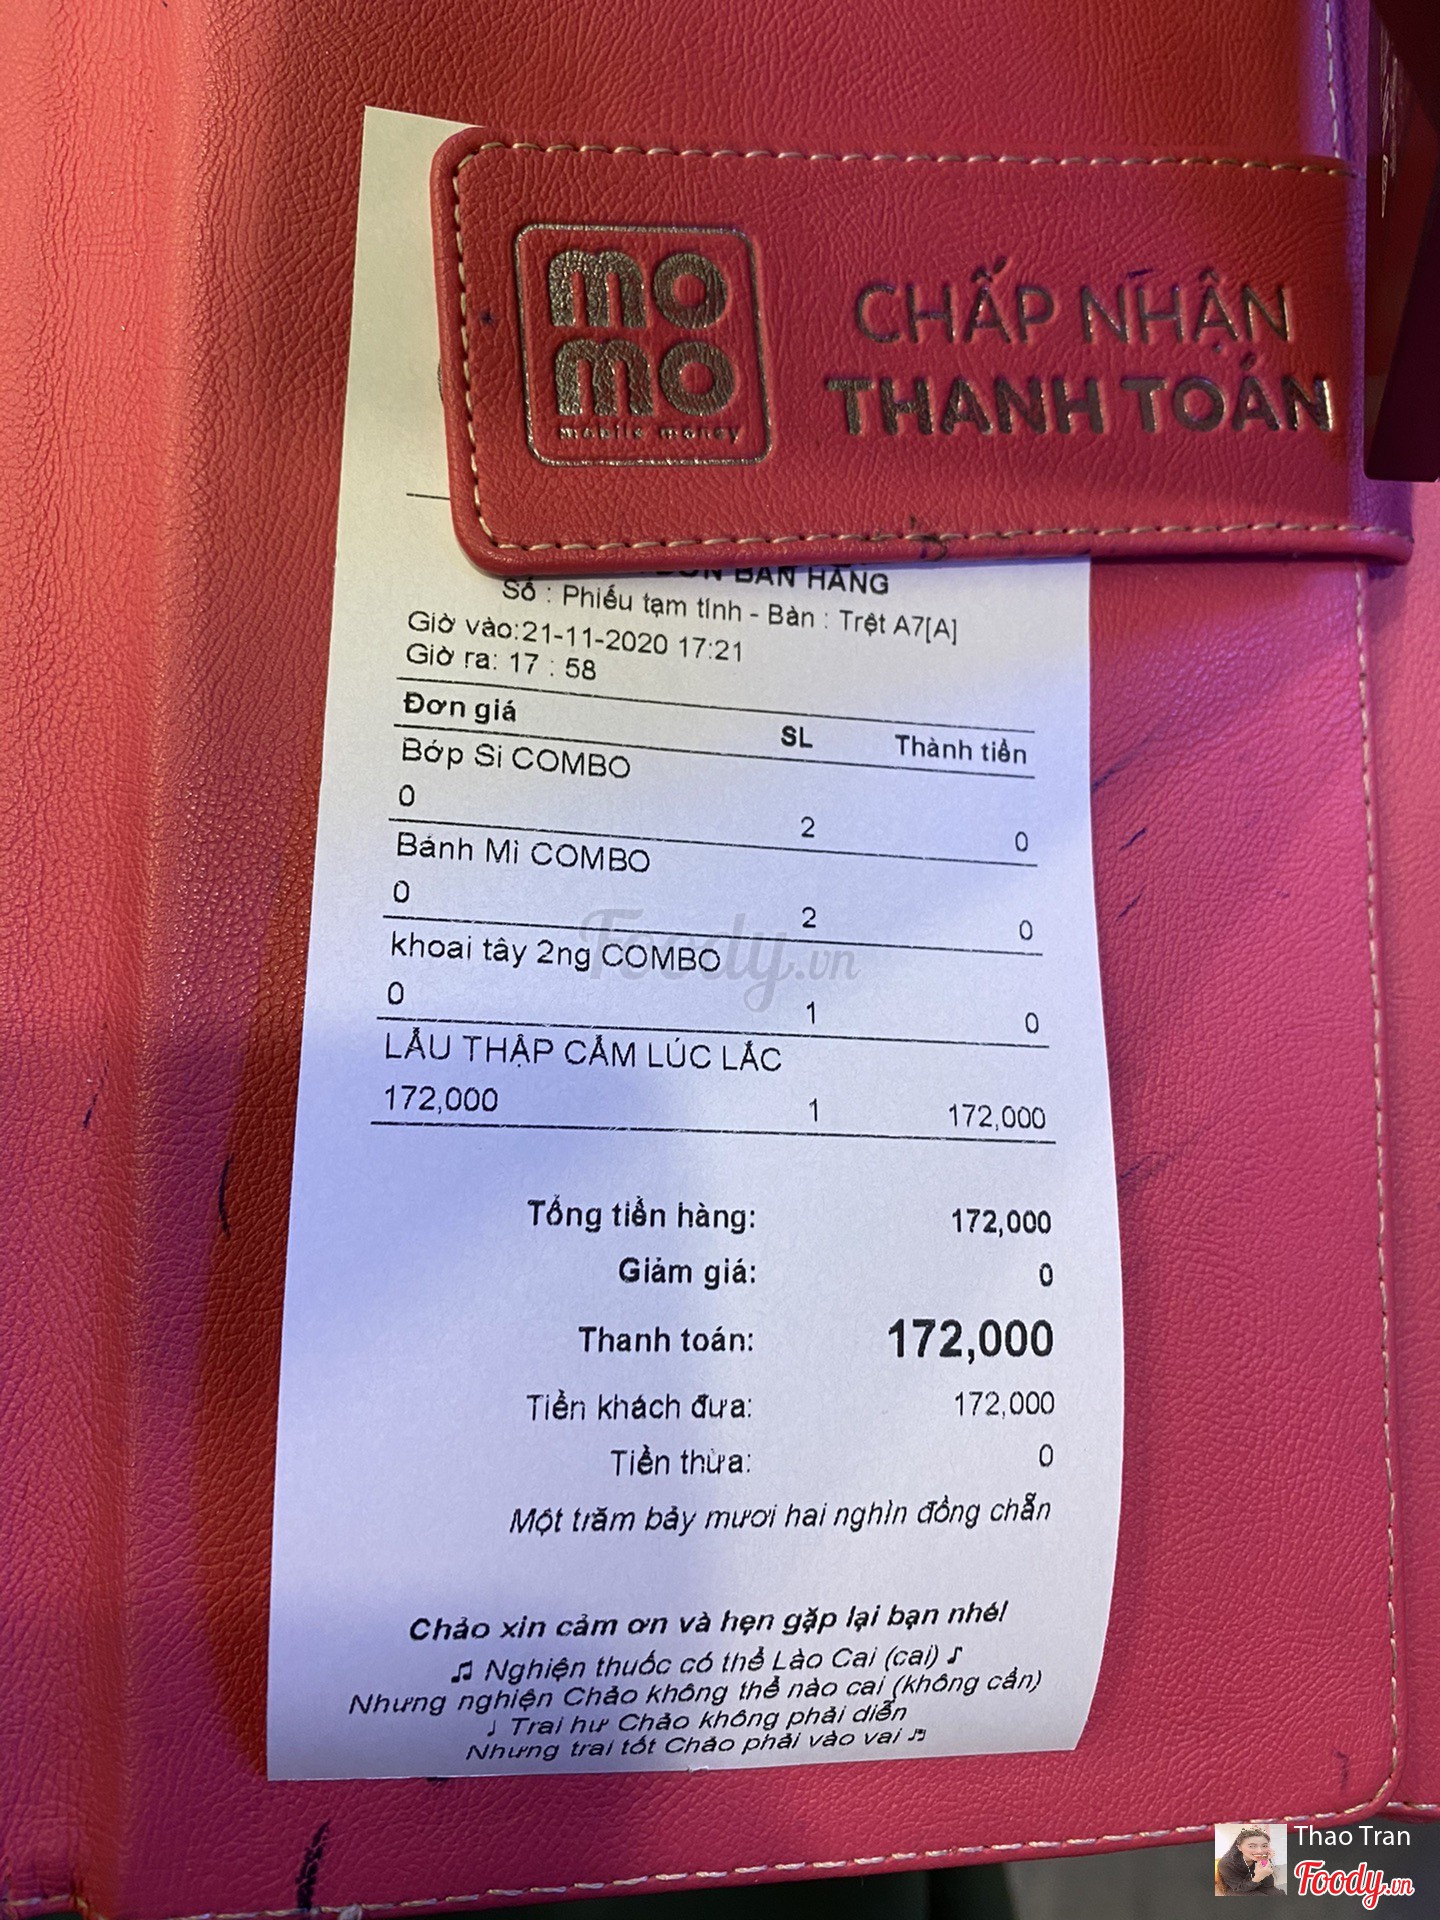 mo
mo
mobile money
CHẤP NHẬN
THANH TOÁN
BÁN HÀNG
Số : Phiếu tạm tính - Bàn : Trệt A7[A]
Giờ vào:21-11-2020 17:21
Giờ ra: 17 : 58
Đơn giá SL Thành tiền
Bớp Si COMBO
0 2 0
Bánh Mì COMBO
0 2 0
khoai tây 2ng COMBO
0 1 0
LẨU THẬP CẨM LÚC LẮC
172,000 1 172,000
Tổng tiền hàng: 172,000
Giảm giá: 0
Thanh toán: 172,000
Tiền khách đưa: 172,000
Tiền thừa: 0
Một trăm bảy mươi hai nghìn đồng chẵn
Chảo xin cảm ơn và hẹn gặp lại bạn nhé!
♫ Nghiện thuốc có thể Lào Cai (cai) ♪
Nhưng nghiện Chảo không thể nào cai (không cần)
♩ Trai hư Chảo không phải diễn
Nhưng trai tốt Chảo phải vào vai ♬
Foody.vn
Thao Tran
Foody.vn